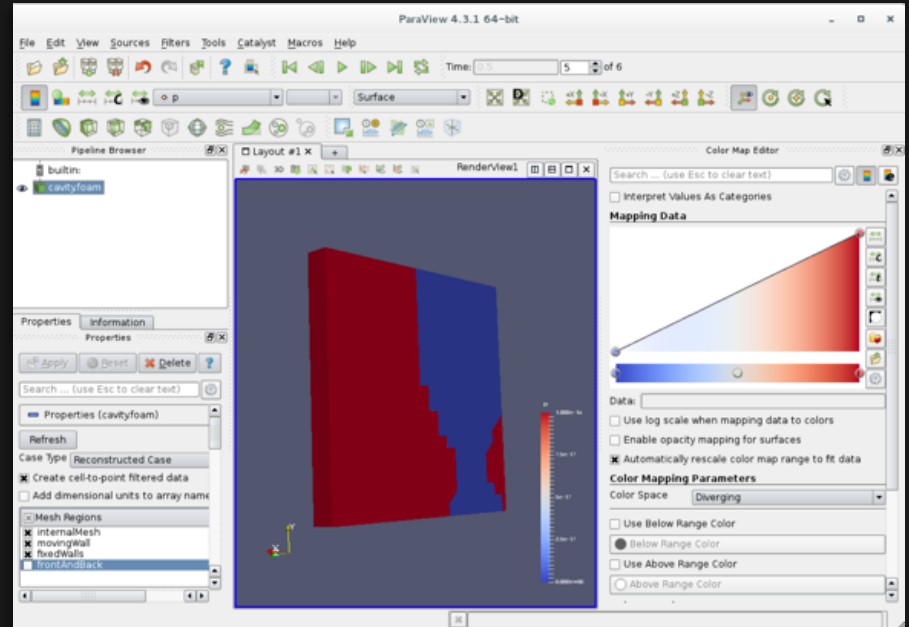 ParaView 4.3.1 64-bit
File Edit View Sources Filters Tools Catalyst Macros Help
Time: 0.5 5 of 6
p Surface
Pipeline Browser
builtin:
cavityfoam
Layout #1
RenderView1
Color Map Editor
Search ... (use Esc to clear text)
Interpret Values As Categories
Mapping Data
Properties Information
Properties
Apply Reset Delete ?
Search ... (use Esc to clear text)
Properties (cavityfoam)
Refresh
Case Type Reconstructed Case
Create cell-to-point filtered data
Add dimensional units to array name
Mesh Regions
internalMesh
movingWall
fixedWalls
frontAndBack
Y
X
p
Data:
Use log scale when mapping data to colors
Enable opacity mapping for surfaces
Automatically rescale color map range to fit data
Color Mapping Parameters
Color Space Diverging
Use Below Range Color
Below Range Color
Use Above Range Color
Above Range Color